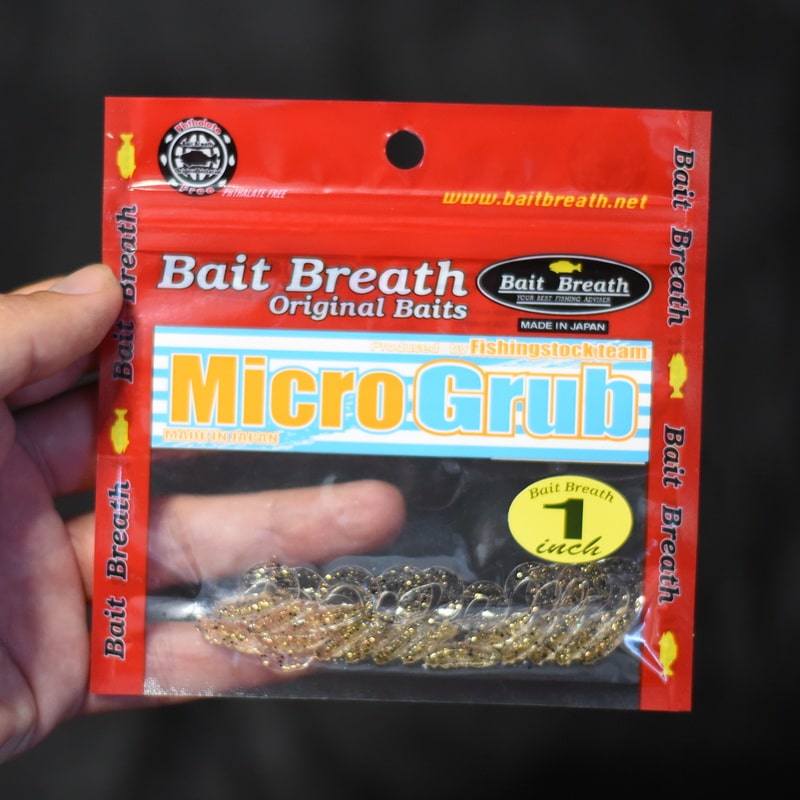 Phthalate
Free
PHTHALATE FREE
www.baitbreath.net
Bait Breath
Original Baits
Bait Breath
YOUR BEST FISHING ADVISER
MADE IN JAPAN
Produced by Fishingstock team
Micro Grub
MADE IN JAPAN
Bait Breath
1
inch
Bait Breath
Bait Breath
Bait Breath
Bait Breath